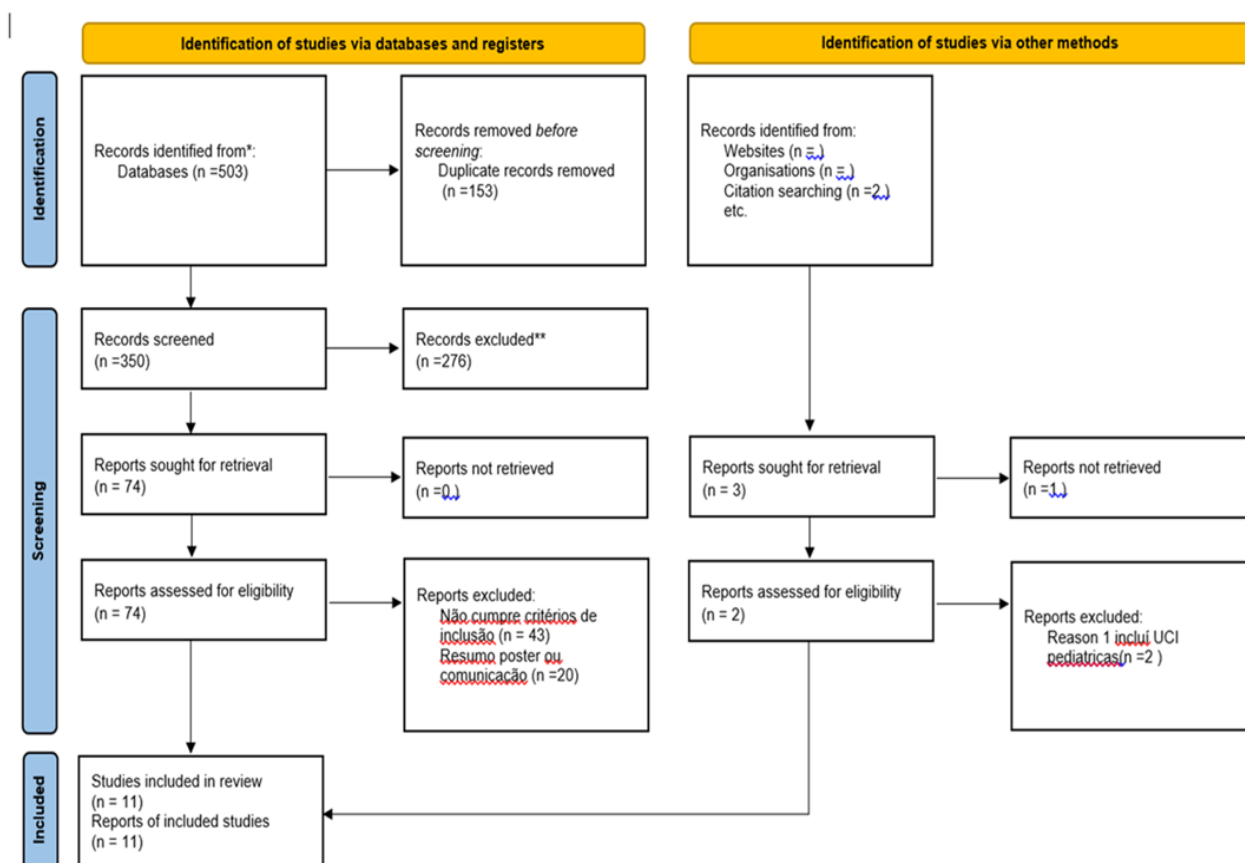 Identification of studies via databases and registers
Identification of studies via other methods
Identification
Records identified from*:
Databases (n =503)
Records removed before
screening:
Duplicate records removed
(n =153)
Records identified from:
Websites (n = )
Organisations (n = )
Citation searching (n =2 )
etc.
Screening
Records screened
(n =350)
Records excluded**
(n =276)
Reports sought for retrieval
(n = 74)
Reports not retrieved
(n =0 )
Reports sought for retrieval
(n = 3)
Reports not retrieved
(n =1 )
Reports assessed for eligibility
(n = 74)
Reports excluded:
Não cumpre critérios de
inclusão (n = 43)
Resumo poster ou
comunicação (n =20)
Reports assessed for eligibility
(n = 2)
Reports excluded:
Reason 1 incluí UCI
pediatricas(n =2 )
Included
Studies included in review
(n = 11)
Reports of included studies
(n = 11)